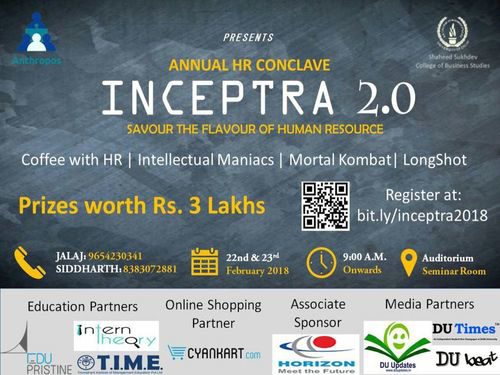 Anthropos
PRESENTS
Shaheed Sukhdev
College of Business Studies
ANNUAL HR CONCLAVE
INCEPTRA 2.0
SAVOUR THE FLAVOUR OF HUMAN RESOURCE
Coffee with HR | Intellectual Maniacs | Mortal Kombat| LongShot
Prizes worth Rs. 3 Lakhs
Register at:
bit.ly/inceptra2018
JALAJ: 9654230341
SIDDHARTH: 8383072881
22nd & 23rd
February 2018
9:00 A.M.
Onwards
Auditorium
Seminar Room
Education Partners
Intern
Theory
EDU
PRISTINE
T.I.M.E.
Online Shopping
Partner
CYANKART.com
Associate
Sponsor
HORIZON
Meet the Future
Media Partners
DU Updates
DU Times
DU beat